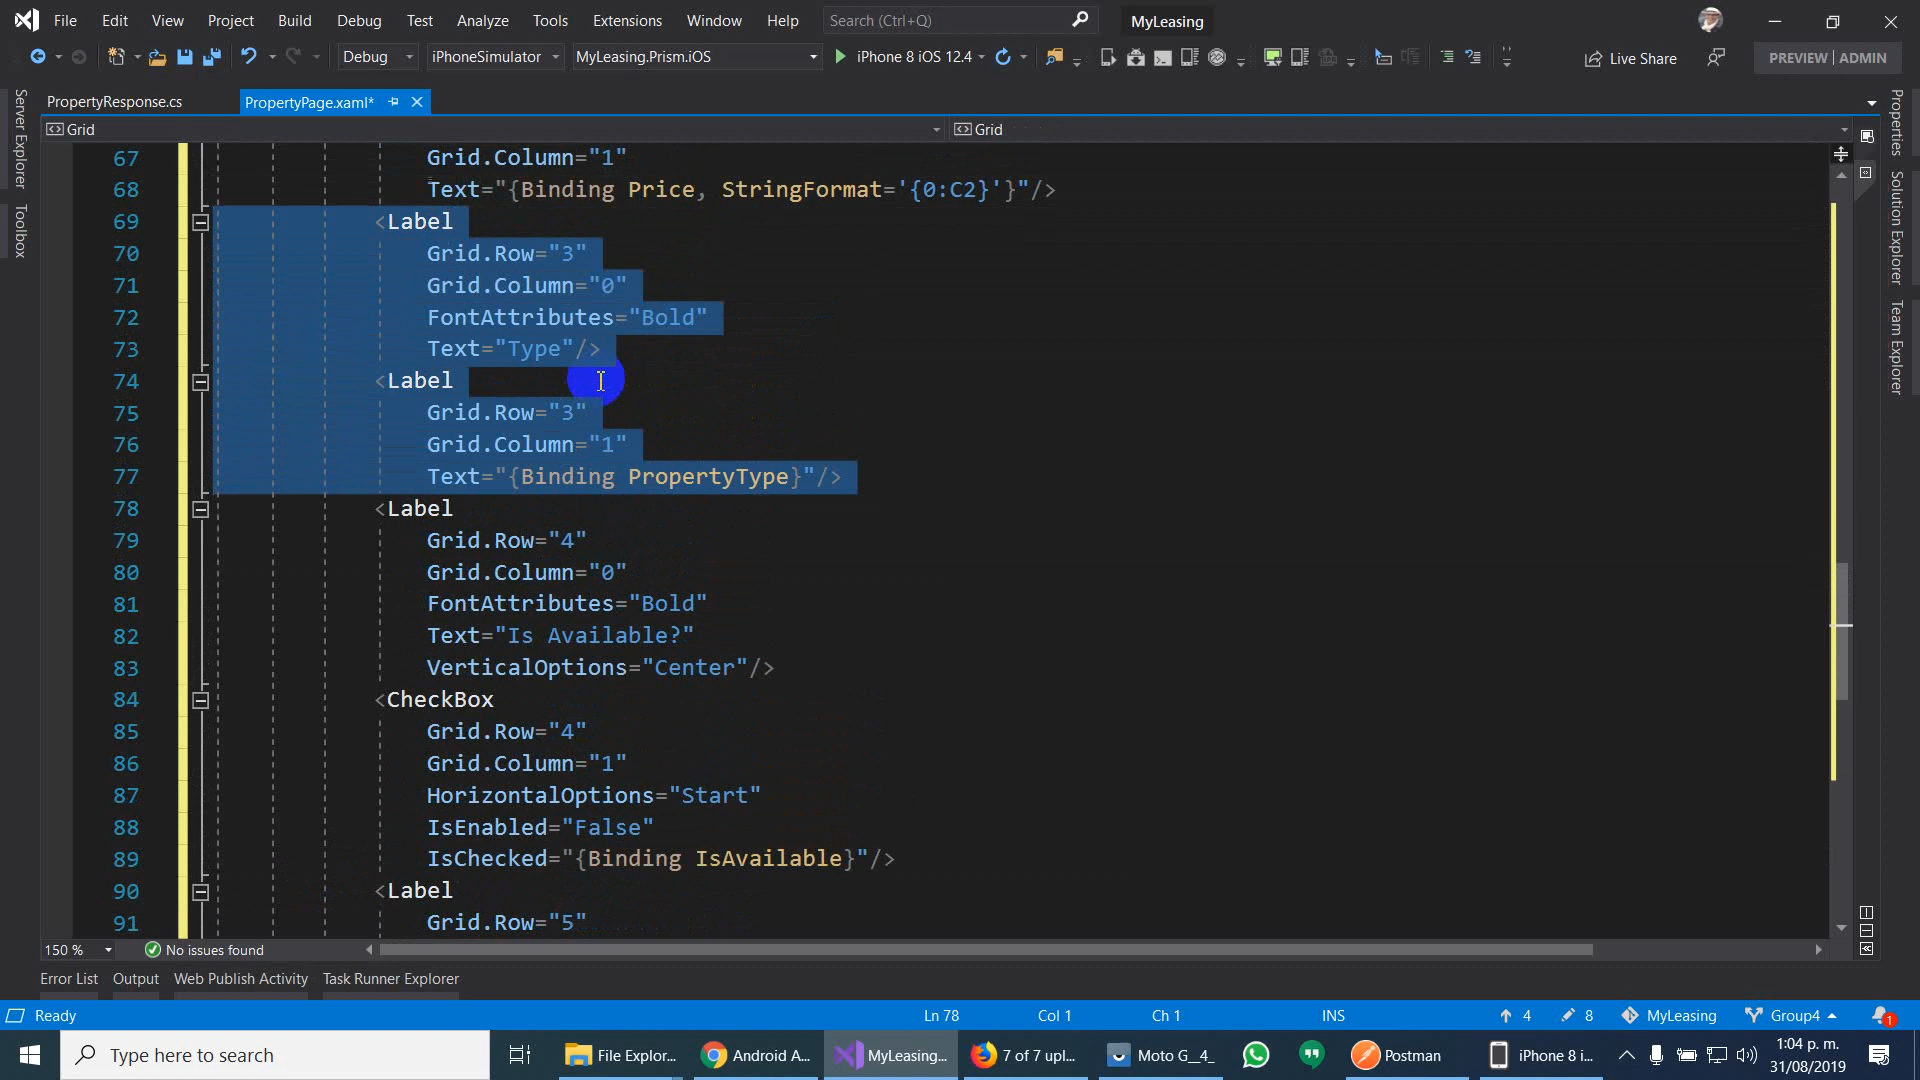 File Edit View Project Build Debug Test Analyze Tools Extensions Window Help Search (Ctrl+Q) MyLeasing
Debug iPhoneSimulator MyLeasing.Prism.iOS iPhone 8 iOS 12.4 Live Share PREVIEW | ADMIN
PropertyResponse.cs PropertyPage.xaml*
Grid Grid
Server Explorer
Toolbox
Properties
Solution Explorer
Team Explorer
67 Grid.Column="1"
68 Text="{Binding Price, StringFormat='{0:C2}'}"/>
69 <Label
70 Grid.Row="3"
71 Grid.Column="0"
72 FontAttributes="Bold"
73 Text="Type"/>
74 <Label
75 Grid.Row="3"
76 Grid.Column="1"
77 Text="{Binding PropertyType}"/>
78 <Label
79 Grid.Row="4"
80 Grid.Column="0"
81 FontAttributes="Bold"
82 Text="Is Available?"
83 VerticalOptions="Center"/>
84 <CheckBox
85 Grid.Row="4"
86 Grid.Column="1"
87 HorizontalOptions="Start"
88 IsEnabled="False"
89 IsChecked="{Binding IsAvailable}"/>
90 <Label
91 Grid.Row="5"
150 % No issues found
Error List Output Web Publish Activity Task Runner Explorer
Ready Ln 78 Col 1 Ch 1 INS 4 8 MyLeasing Group4 1
Type here to search File Explor... Android A... MyLeasing... 7 of 7 upl... Moto G__4_ Postman iPhone 8 i... 1:04 p. m.
31/08/2019